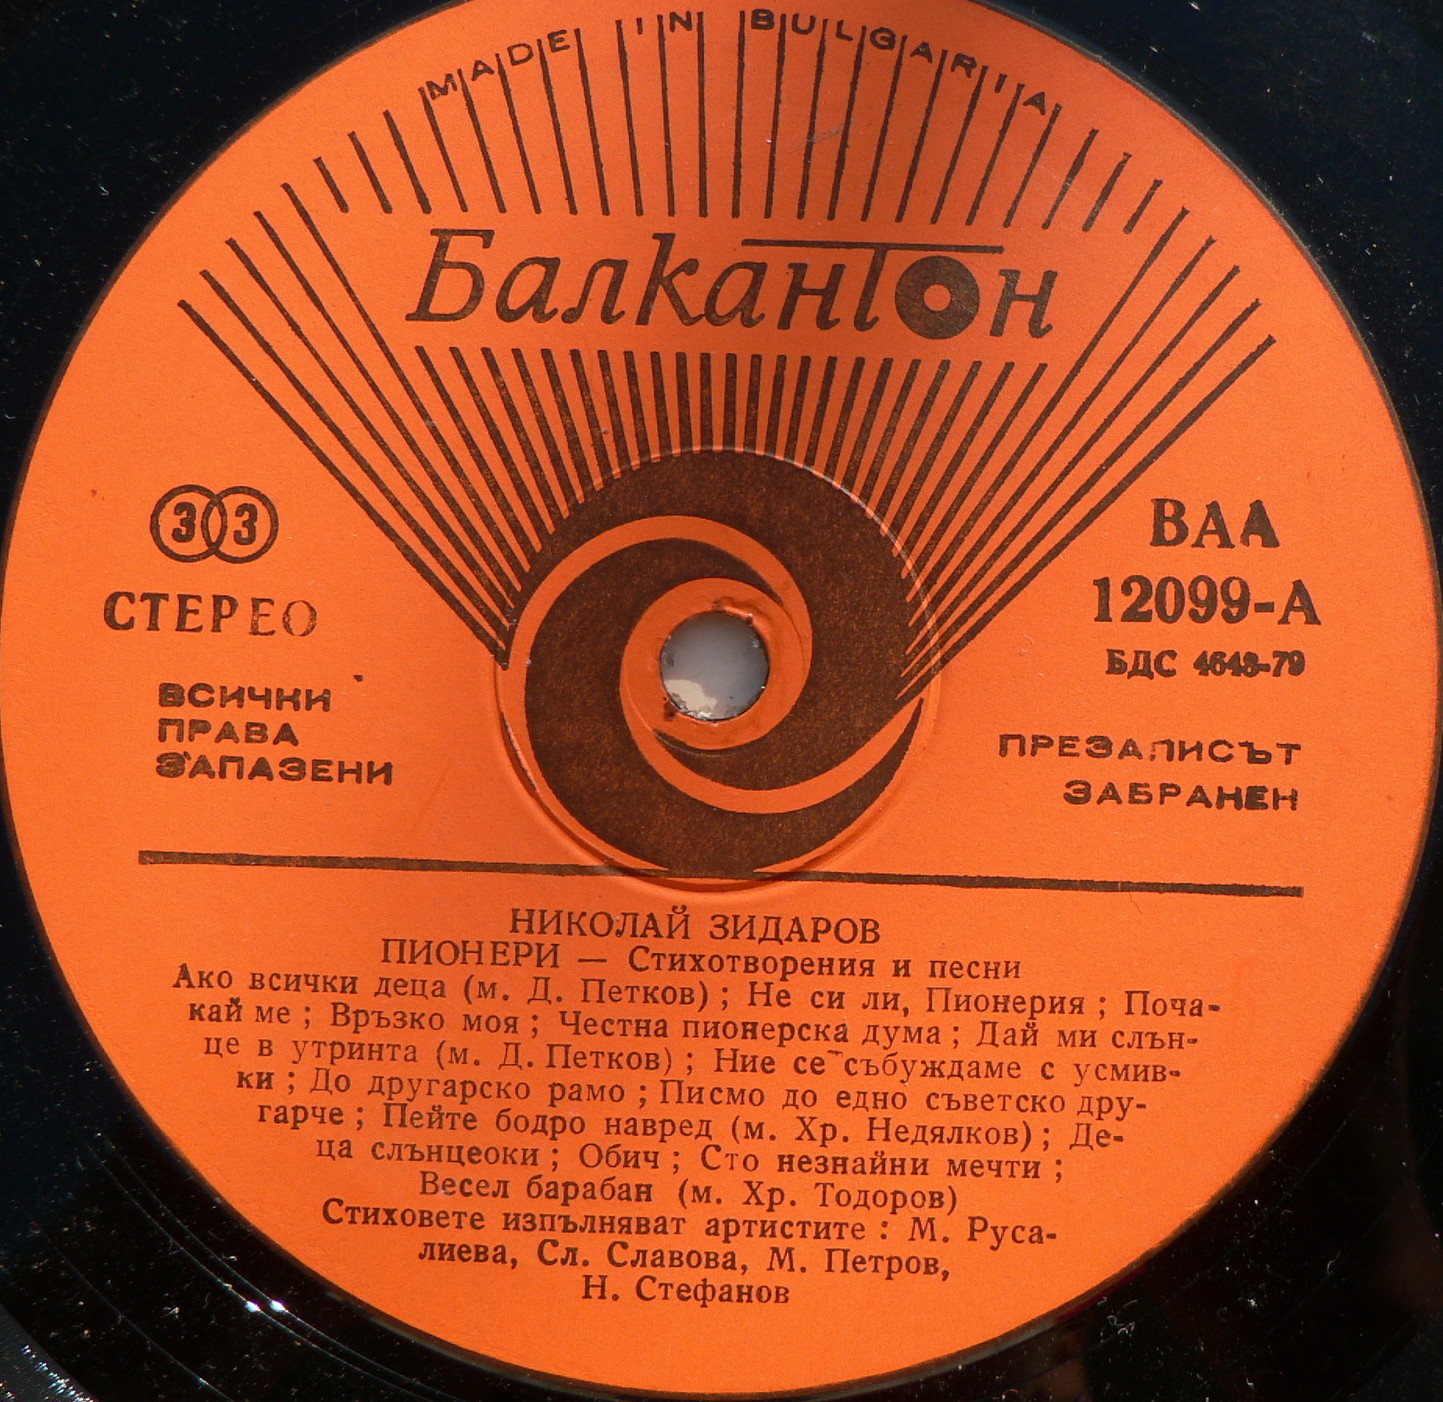 MADE IN BULGARIA
Балкантон
33
СТЕРЕО
ВСИЧКИ
ПРАВА
ЗАПАЗЕНИ
ВАА
12099-А
БДС 4648-79
ПРЕЗАПИСЪТ
ЗАБРАНЕН
НИКОЛАЙ ЗИДАРОВ
ПИОНЕРИ — Стихотворения и песни
Ако всички деца (м. Д. Петков) ; Не си ли, Пионерия ; Поча-
кай ме ; Връзко моя ; Честна пионерска дума ; Дай ми слън-
це в утринта (м. Д. Петков) ; Ние се събуждаме с усмив-
ки ; До другарско рамо ; Писмо до едно съветско дру-
гарче ; Пейте бодро навред (м. Хр. Недялков) ; Де-
ца слънцеоки ; Обич ; Сто незнайни мечти ;
Весел барабан (м. Хр. Тодоров)
Стиховете изпълняват артистите : М. Руса-
лиева, Сл. Славова, М. Петров,
Н. Стефанов